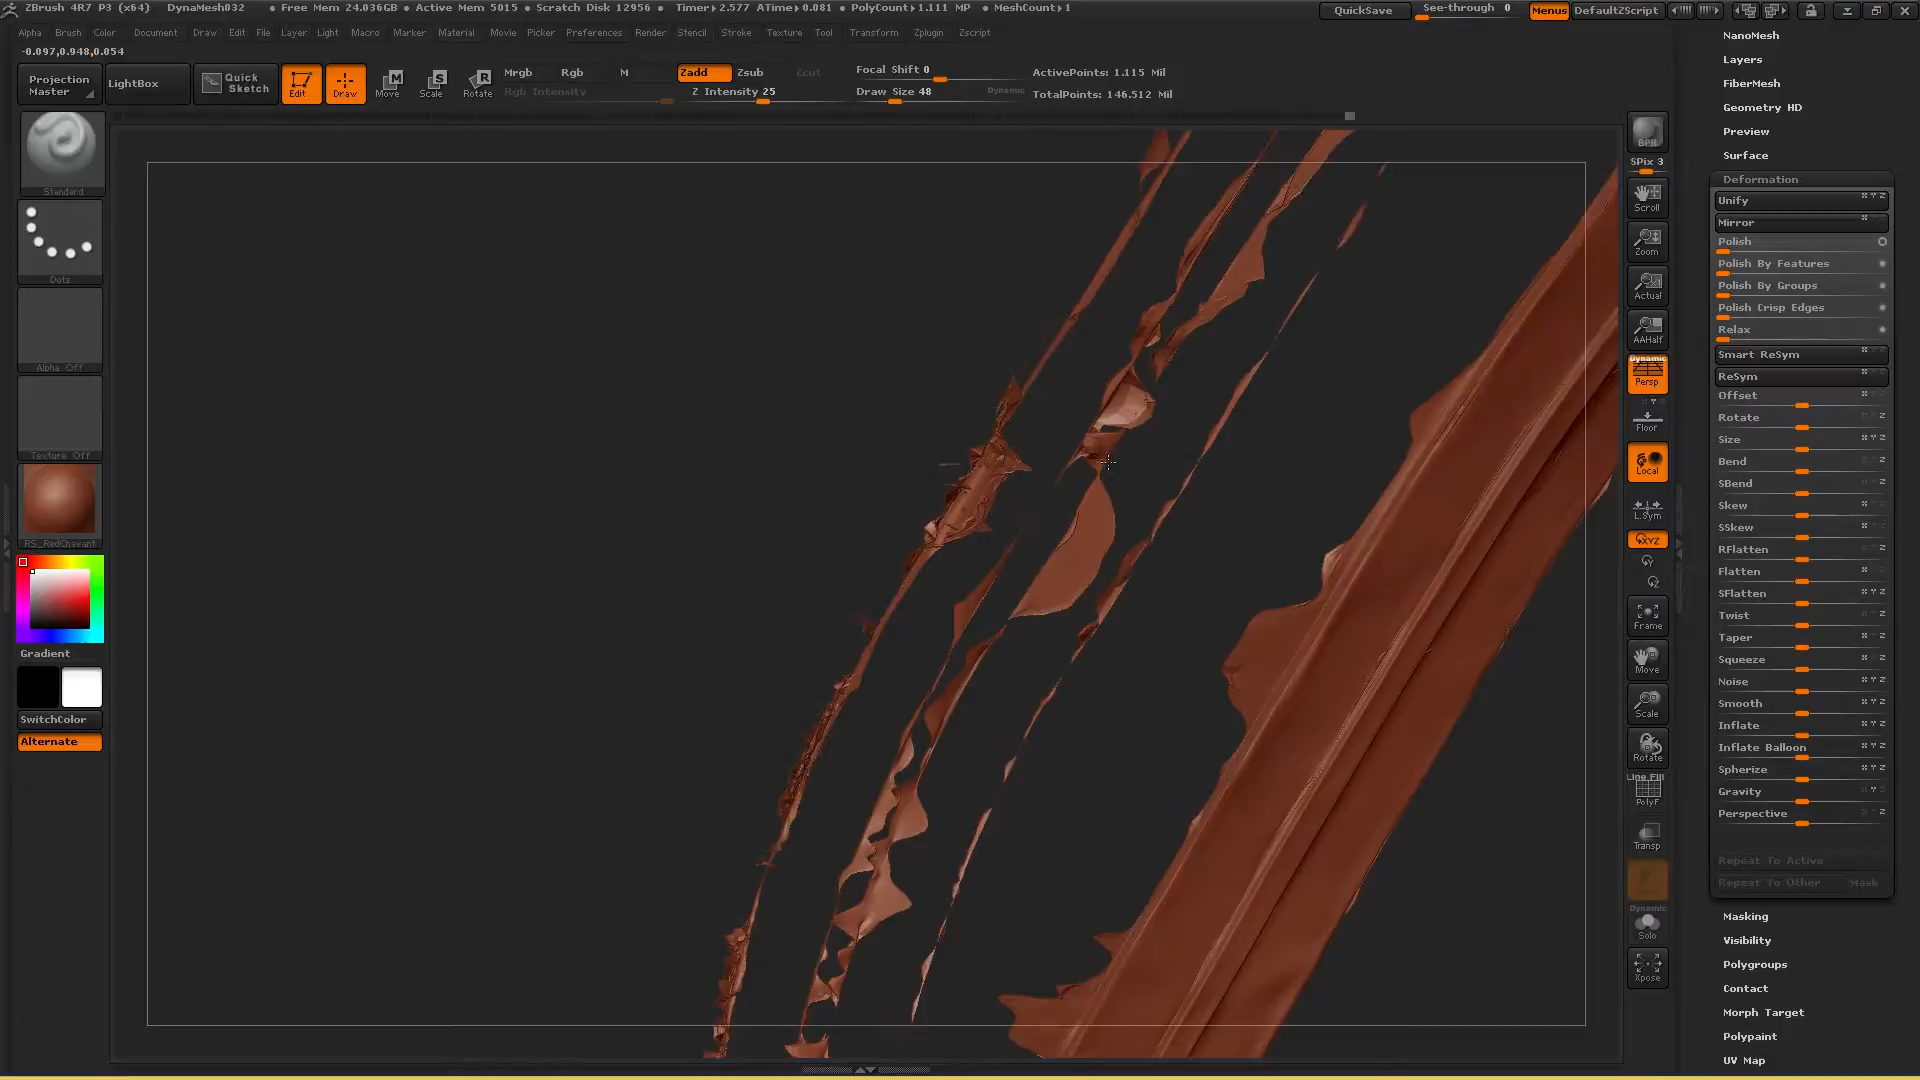 ZBrush 4R7 P3 (x64) DynaMesh032 • Free Mem 24.036GB • Active Mem 5015 • Scratch Disk 12956 • Timer▸2.577 ATime▸0.081 • PolyCount▸1.111 MP • MeshCount▸1 QuickSave See-through 0 Menus DefaultZScript
Alpha Brush Color Document Draw Edit File Layer Light Macro Marker Material Movie Picker Preferences Render Stencil Stroke Texture Tool Transform Zplugin Zscript
-0.097,0.948,0.054
Projection Master
LightBox
Quick Sketch
Edit
Draw
Move
Scale
Rotate
Mrgb Rgb M
Rgb Intensity
Zadd Zsub Zcut
Z Intensity 25
Focal Shift 0
Draw Size 48
Dynamic
ActivePoints: 1.115 Mil
TotalPoints: 146.512 Mil
Standard
Dots
Alpha Off
Texture Off
RS_RedChavant
Gradient
SwitchColor
Alternate
BPR
SPix 3
Scroll
Zoom
Actual
AAHalf
Dynamic
Persp
Floor
Local
L.Sym
XYZ
Frame
Move
Scale
Rotate
Line Fill
PolyF
Transp
Dynamic
Solo
Xpose
NanoMesh
Layers
FiberMesh
Geometry HD
Preview
Surface
Deformation
Unify
Mirror
Polish
Polish By Features
Polish By Groups
Polish Crisp Edges
Relax
Smart ReSym
ReSym
Offset
Rotate
Size
Bend
SBend
Skew
SSkew
RFlatten
Flatten
SFlatten
Twist
Taper
Squeeze
Noise
Smooth
Inflate
Inflate Balloon
Spherize
Gravity
Perspective
Repeat To Active
Repeat To Other Mask
Masking
Visibility
Polygroups
Contact
Morph Target
Polypaint
UV Map